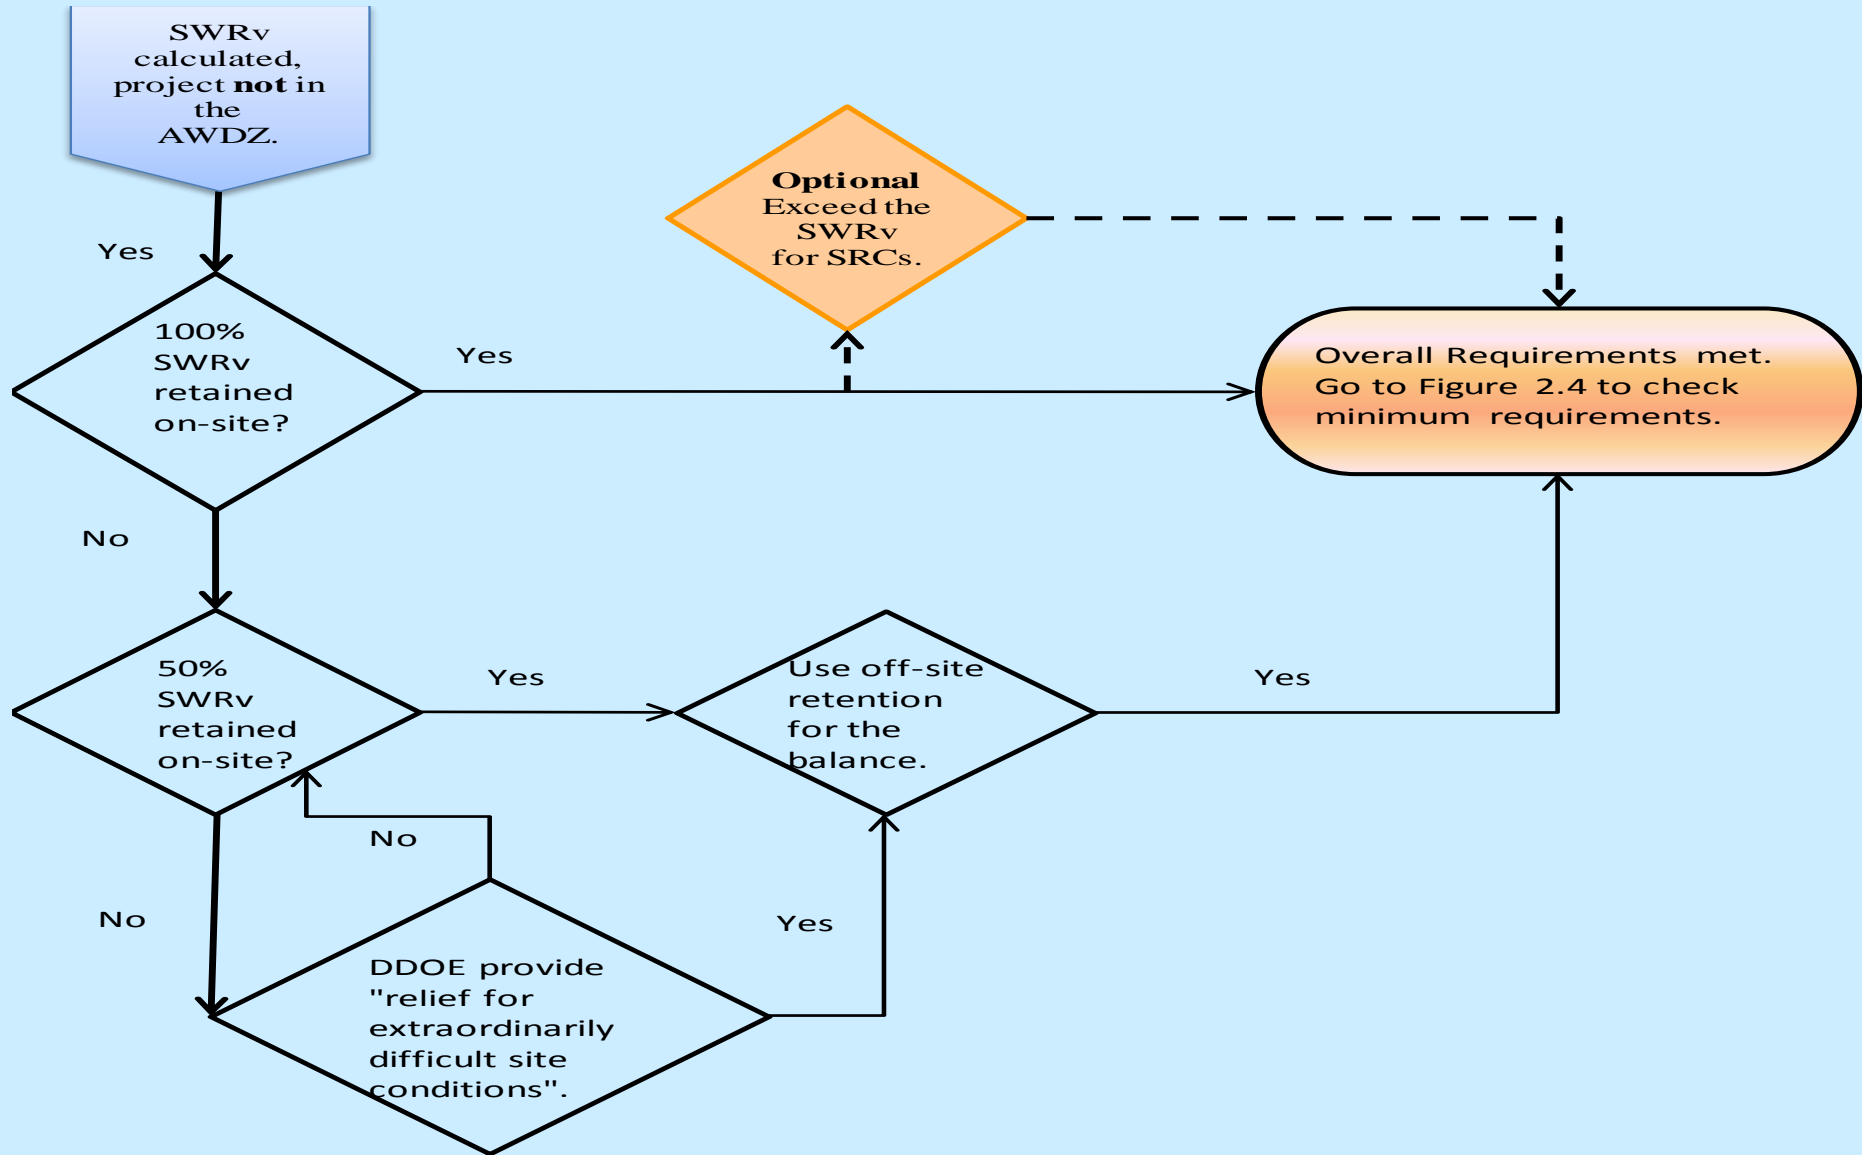 SWRv
calculated,
project not in
the
AWDZ.
Optional
Exceed the
SWRv
for SRCs.
Yes
100%
SWRv
retained
on-site?
Yes
Overall Requirements met.
Go to Figure 2.4 to check
minimum requirements.
No
50%
SWRv
retained
on-site?
Yes
Use off-site
retention
for the
balance.
Yes
No
No
Yes
DDOE provide
"relief for
extraordinarily
difficult site
conditions".